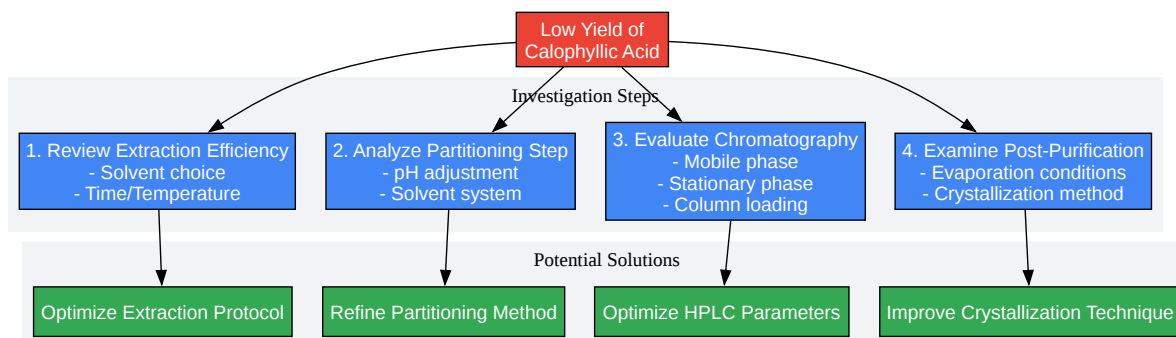 Low Yield of
Calophyllic Acid
Investigation Steps
1. Review Extraction Efficiency
- Solvent choice
- Time/Temperature
2. Analyze Partitioning Step
- pH adjustment
- Solvent system
3. Evaluate Chromatography
- Mobile phase
- Stationary phase
- Column loading
4. Examine Post-Purification
- Evaporation conditions
- Crystallization method
Potential Solutions
Optimize Extraction Protocol
Refine Partitioning Method
Optimize HPLC Parameters
Improve Crystallization Technique